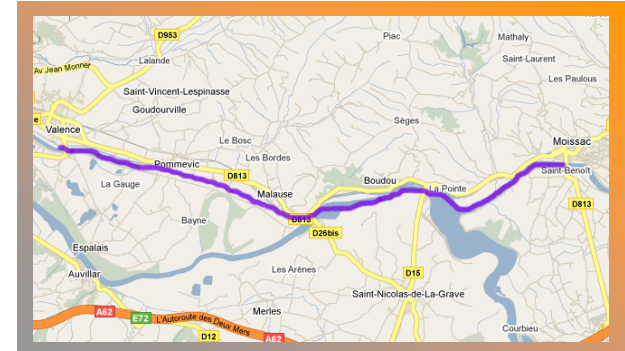 D953
Piac
Mathaly
Lalande
Saint-Laurent
Av Jean Monnet
Les Paulous
Saint-Vincent-Lespinasse
Goudourville
Sèges
Valence
Le Bosc
Moissac
Les Bordes
Pommevic
D813
Saint-Benoît
La Gauge
Boudou
La Pointe
Malause
D813
Bayne
D813
D26bis
Espalais
Auvillar
Les Arènes
D15
Saint-Nicolas-de-La-Grave
A62
E72
L'Autoroute des Deux Mers
Merles
Courbieu
D12
A62